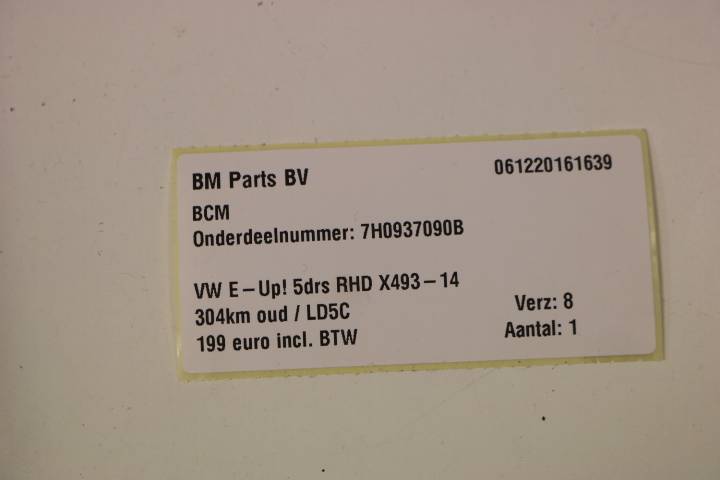 BM Parts BV 061220161639
BCM
Onderdeelnummer: 7H0937090B
VW E-Up! 5drs RHD X493-14
304km oud / LD5C Verz: 8
199 euro incl. BTW Aantal: 1